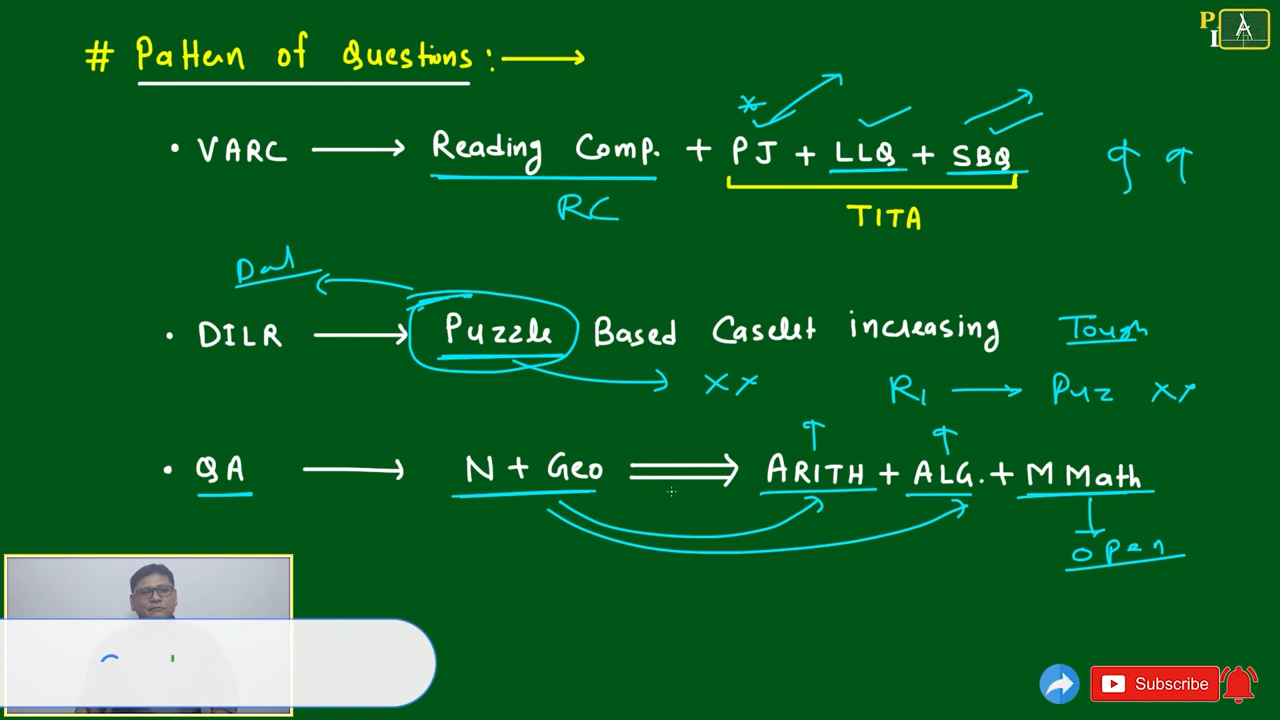 # Pattern of Questions :→
P
I
VARC → Reading Comp. + PJ + LLQ + SBQ
RC
TITA
DILR → Puzzle Based Caselet increasing Tough
×× R1 → Puz ××
QA → N + Geo ⟹ ARITH + ALG. + M Math
open
Subscribe